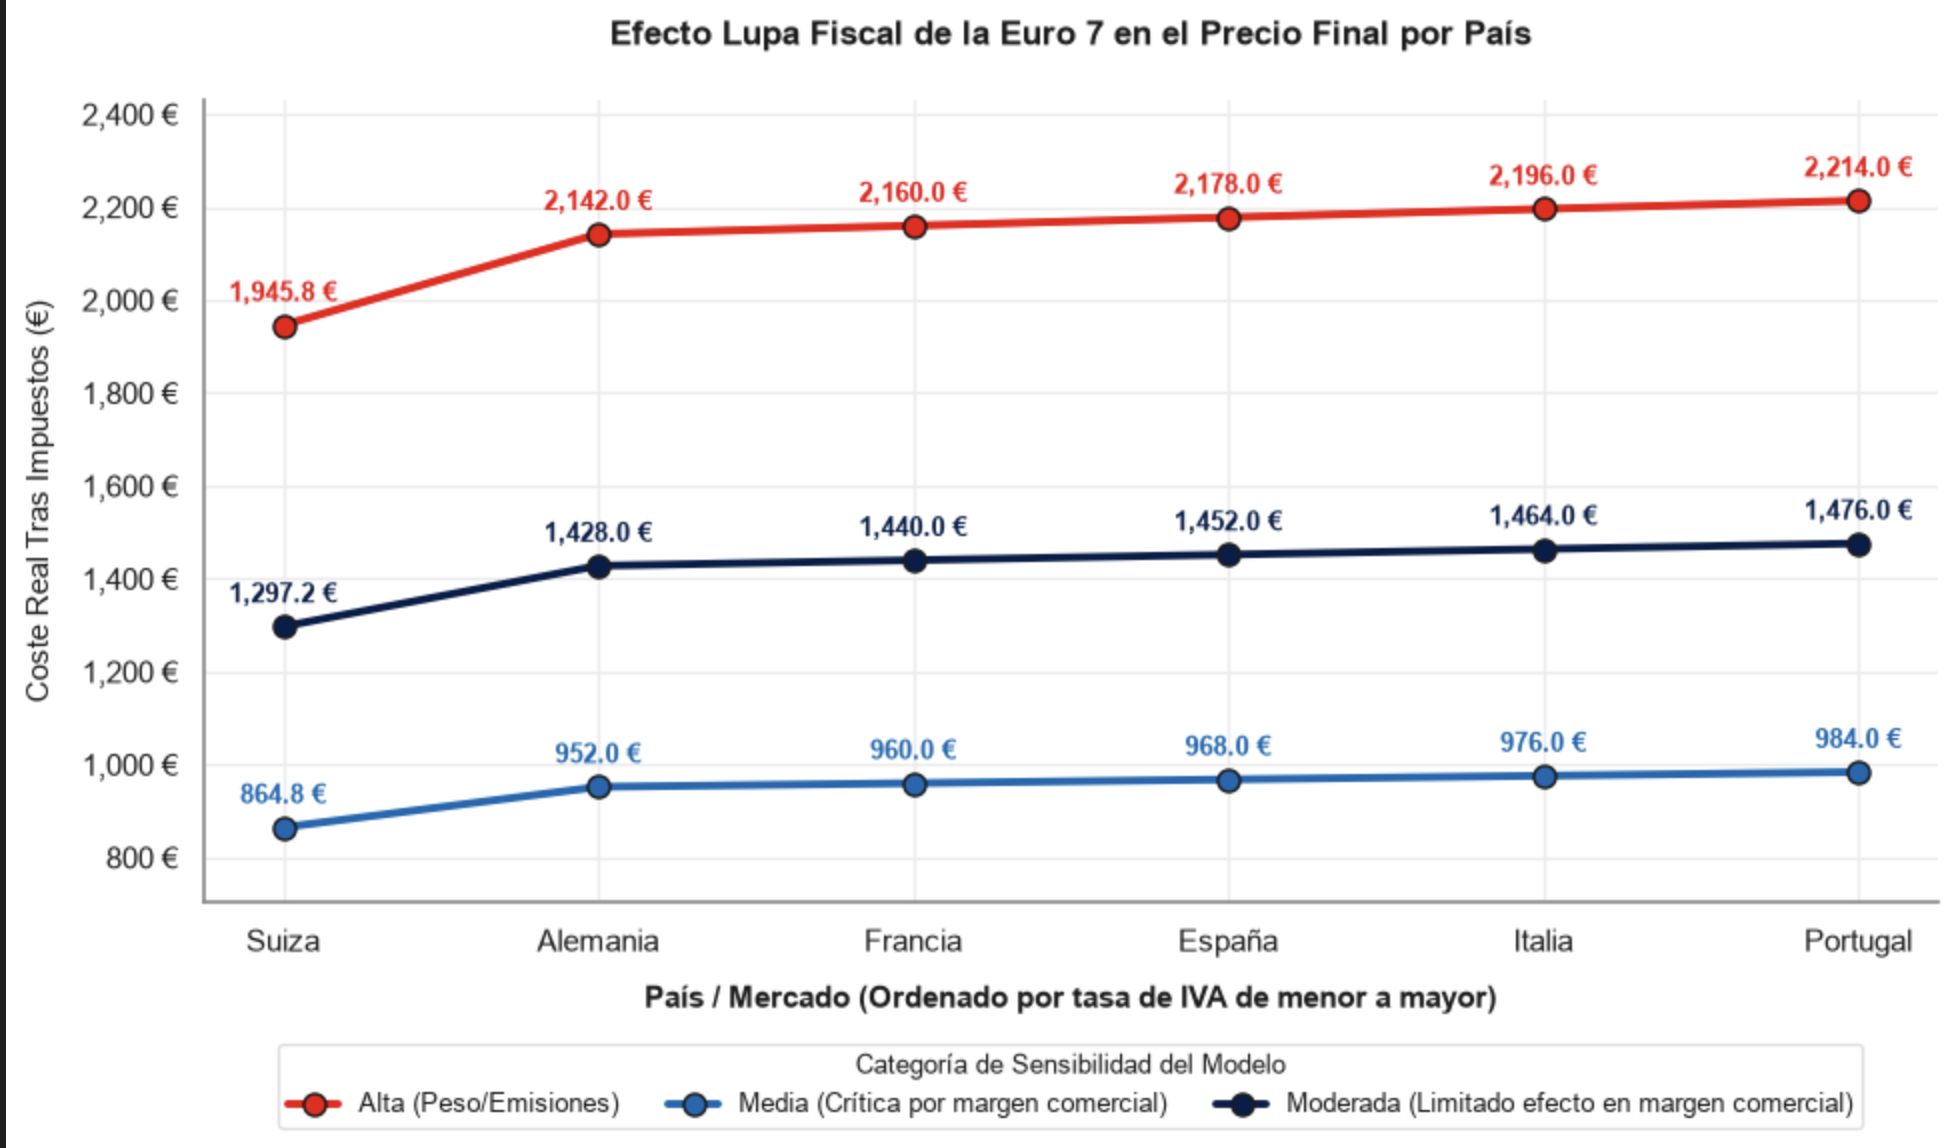 Efecto Lupa Fiscal de la Euro 7 en el Precio Final por País
Coste Real Tras Impuestos (€)
2,400 €
2,200 €
2,000 €
1,800 €
1,600 €
1,400 €
1,200 €
1,000 €
800 €
1,945.8 €
2,142.0 €
2,160.0 €
2,178.0 €
2,196.0 €
2,214.0 €
1,297.2 €
1,428.0 €
1,440.0 €
1,452.0 €
1,464.0 €
1,476.0 €
864.8 €
952.0 €
960.0 €
968.0 €
976.0 €
984.0 €
Suiza
Alemania
Francia
España
Italia
Portugal
País / Mercado (Ordenado por tasa de IVA de menor a mayor)
Categoría de Sensibilidad del Modelo
Alta (Peso/Emisiones)
Media (Crítica por margen comercial)
Moderada (Limitado efecto en margen comercial)